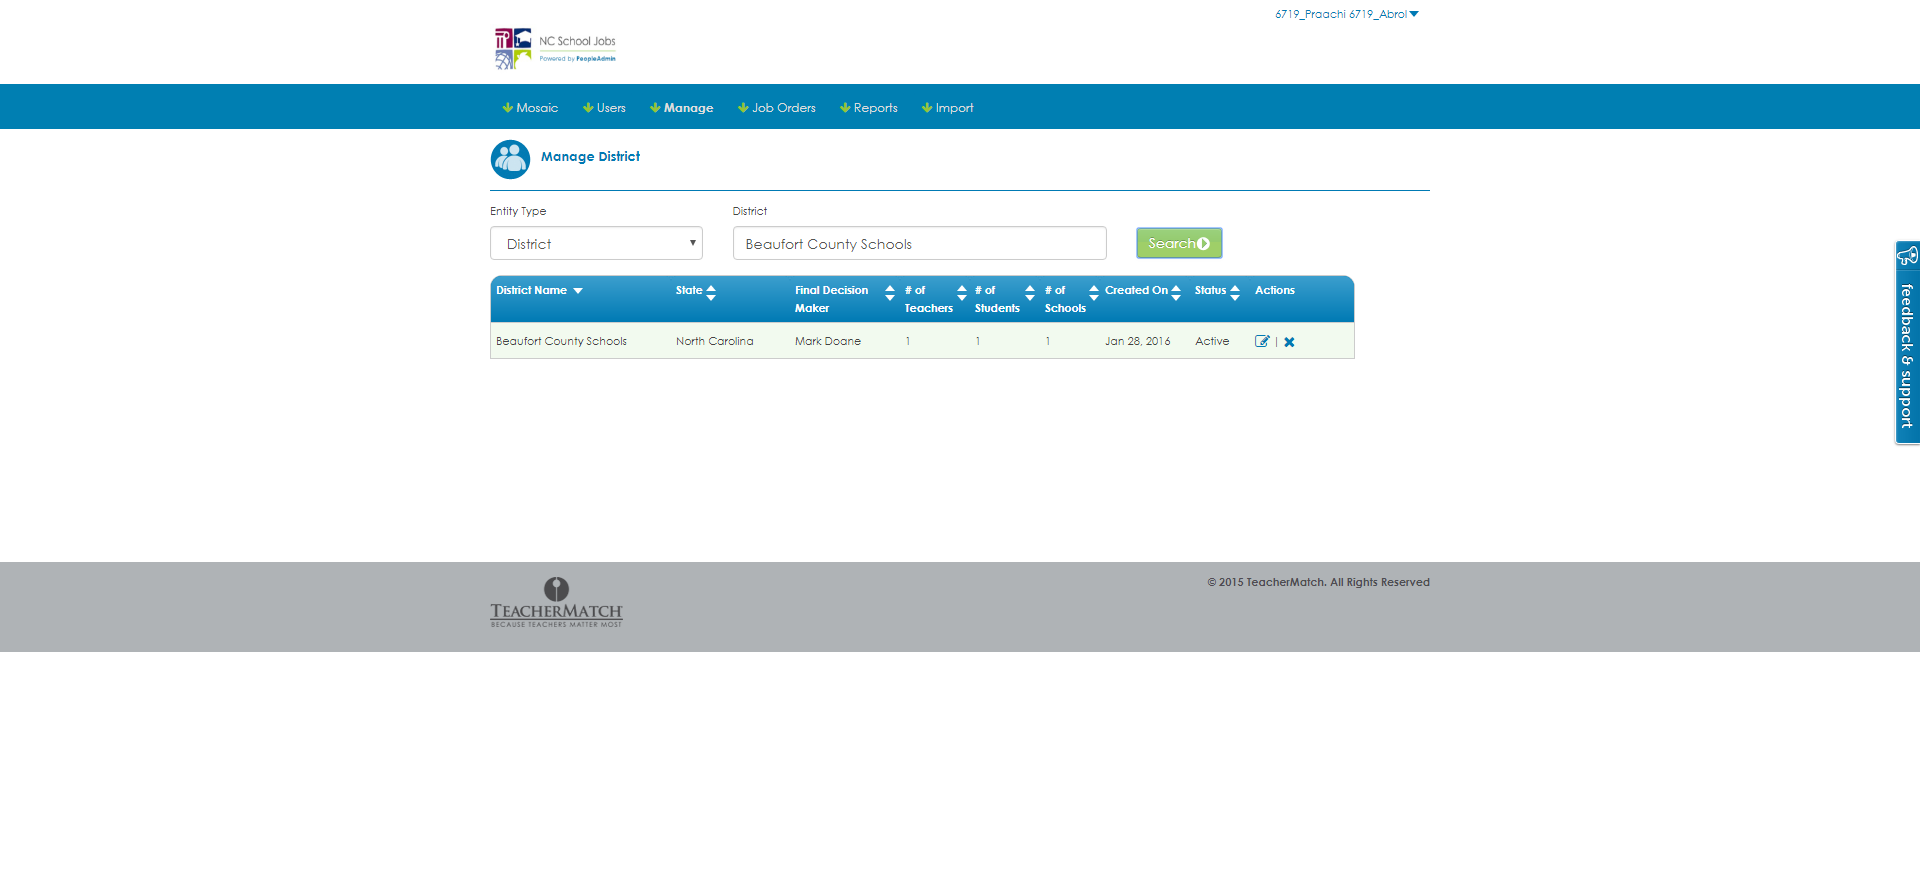 6719_Praachi 6719_Abrol
NC School Jobs
Powered by PeopleAdmin
Mosaic Users Manage Job Orders Reports Import
Manage District
Entity Type District
District Beaufort County Schools Search
District Name State Final Decision Maker # of Teachers # of Students # of Schools Created On Status Actions
Beaufort County Schools North Carolina Mark Doane 1 1 1 Jan 28, 2016 Active |
feedback & support
© 2015 TeacherMatch. All Rights Reserved
TEACHERMATCH
BECAUSE TEACHERS MATTER MOST